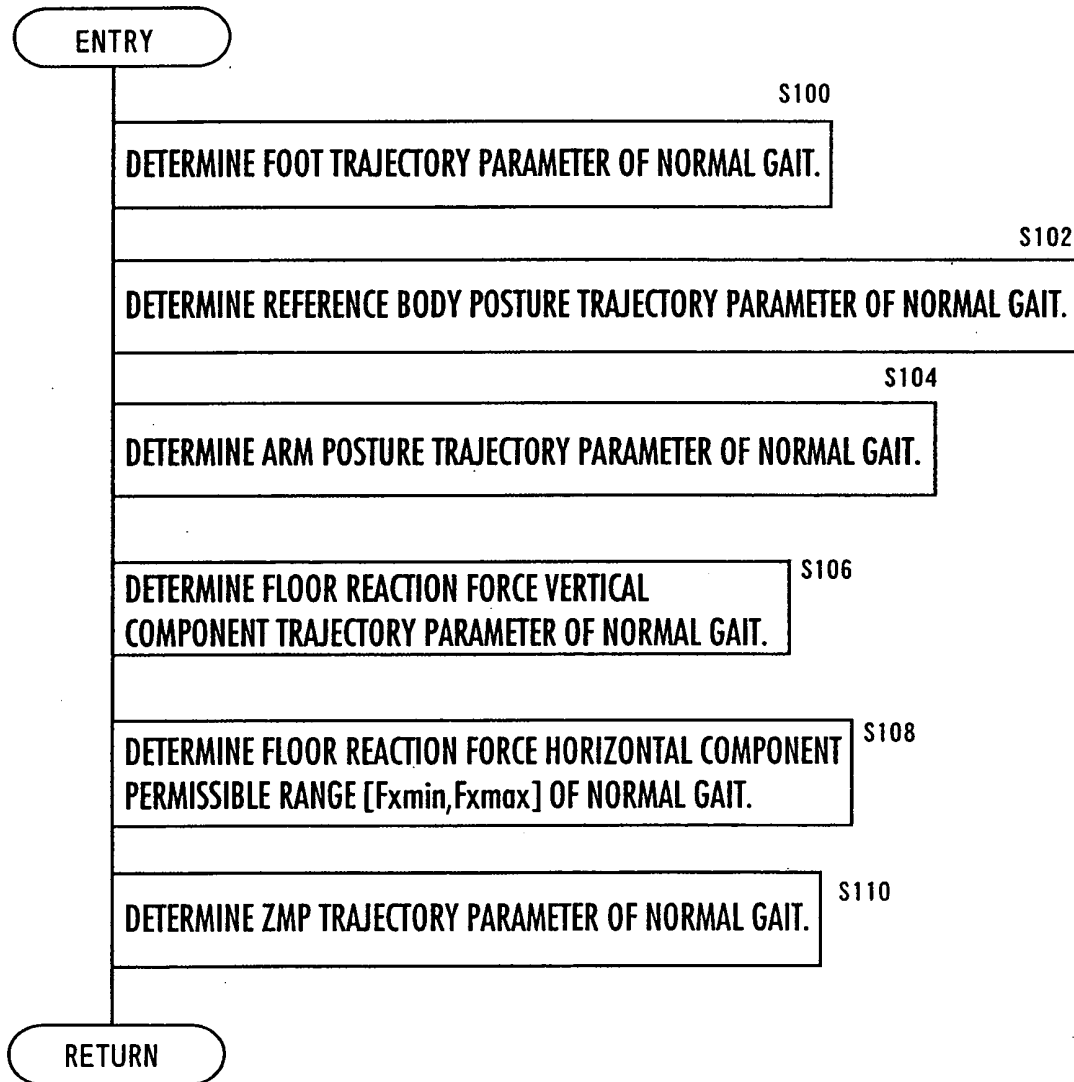 ENTRY
S100
DETERMINE FOOT TRAJECTORY PARAMETER OF NORMAL GAIT.
S102
DETERMINE REFERENCE BODY POSTURE TRAJECTORY PARAMETER OF NORMAL GAIT.
S104
DETERMINE ARM POSTURE TRAJECTORY PARAMETER OF NORMAL GAIT.
S106
DETERMINE FLOOR REACTION FORCE VERTICAL
COMPONENT TRAJECTORY PARAMETER OF NORMAL GAIT.
S108
DETERMINE FLOOR REACTION FORCE HORIZONTAL COMPONENT
PERMISSIBLE RANGE [Fxmin,Fxmax] OF NORMAL GAIT.
S110
DETERMINE ZMP TRAJECTORY PARAMETER OF NORMAL GAIT.
RETURN